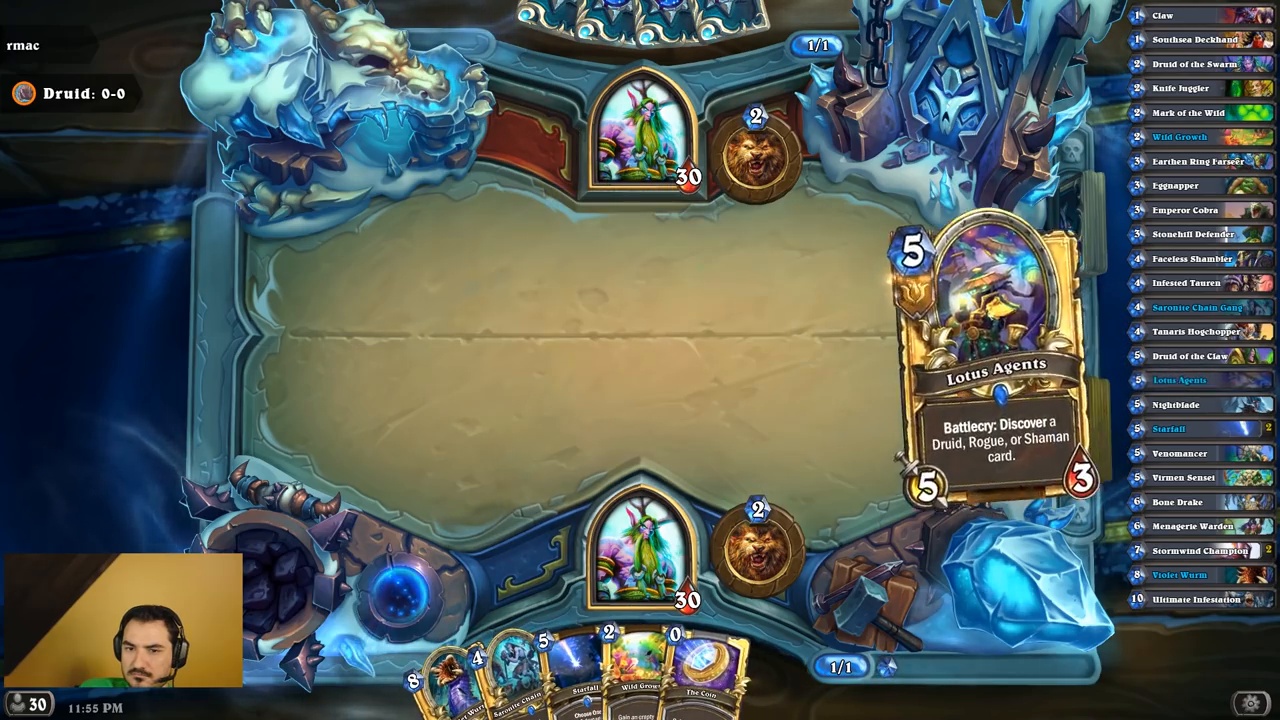 rmac
Druid: 0-0
1/1
2
30
5
Lotus Agents
Battlecry: Discover a
Druid, Rogue, or Shaman
card.
5
3
2
30
8
4
Saronite Chain
5
Starfall
2
Wild Grow
0
The Coin
1/1
30
11:55 PM
1 Claw
1 Southsea Deckhand
2 Druid of the Swarm
2 Knife Juggler
2 Mark of the Wild
2 Wild Growth
3 Earthen Ring Farseer
3 Eggnapper
3 Emperor Cobra
3 Stonehill Defender
4 Faceless Shambler
4 Infested Tauren
4 Saronite Chain Gang
4 Tanaris Hogchopper
5 Druid of the Claw
5 Lotus Agents
5 Nightblade
5 Starfall 2
5 Venomancer
5 Virmen Sensei
6 Bone Drake
6 Menagerie Warden
7 Stormwind Champion 2
8 Violet Wurm
10 Ultimate Infestation